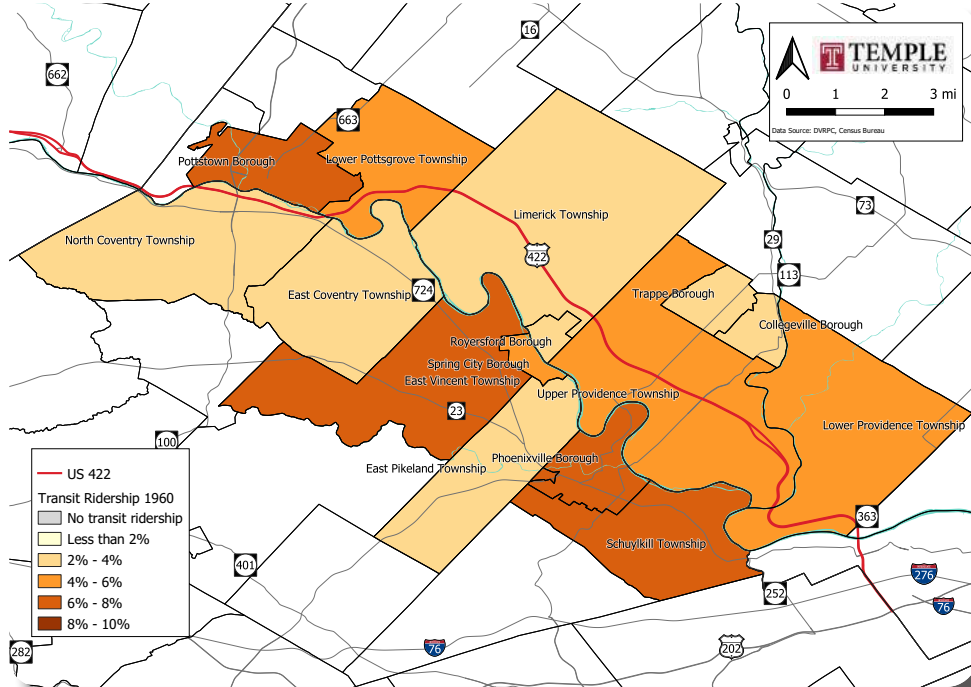 16
662
TEMPLE
UNIVERSITY
0 1 2 3 mi
Data Source: DVRPC, Census Bureau
663
Pottstown Borough
Lower Pottsgrove Township
73
Limerick Township
29
North Coventry Township
422
113
East Coventry Township
724
Trappe Borough
Collegeville Borough
Royersford Borough
Spring City Borough
East Vincent Township
Upper Providence Township
23
Lower Providence Township
100
Phoenixville Borough
East Pikeland Township
US 422
Transit Ridership 1960
No transit ridership
Less than 2%
2% - 4%
4% - 6%
6% - 8%
8% - 10%
363
Schuylkill Township
401
276
252
76
76
202
282